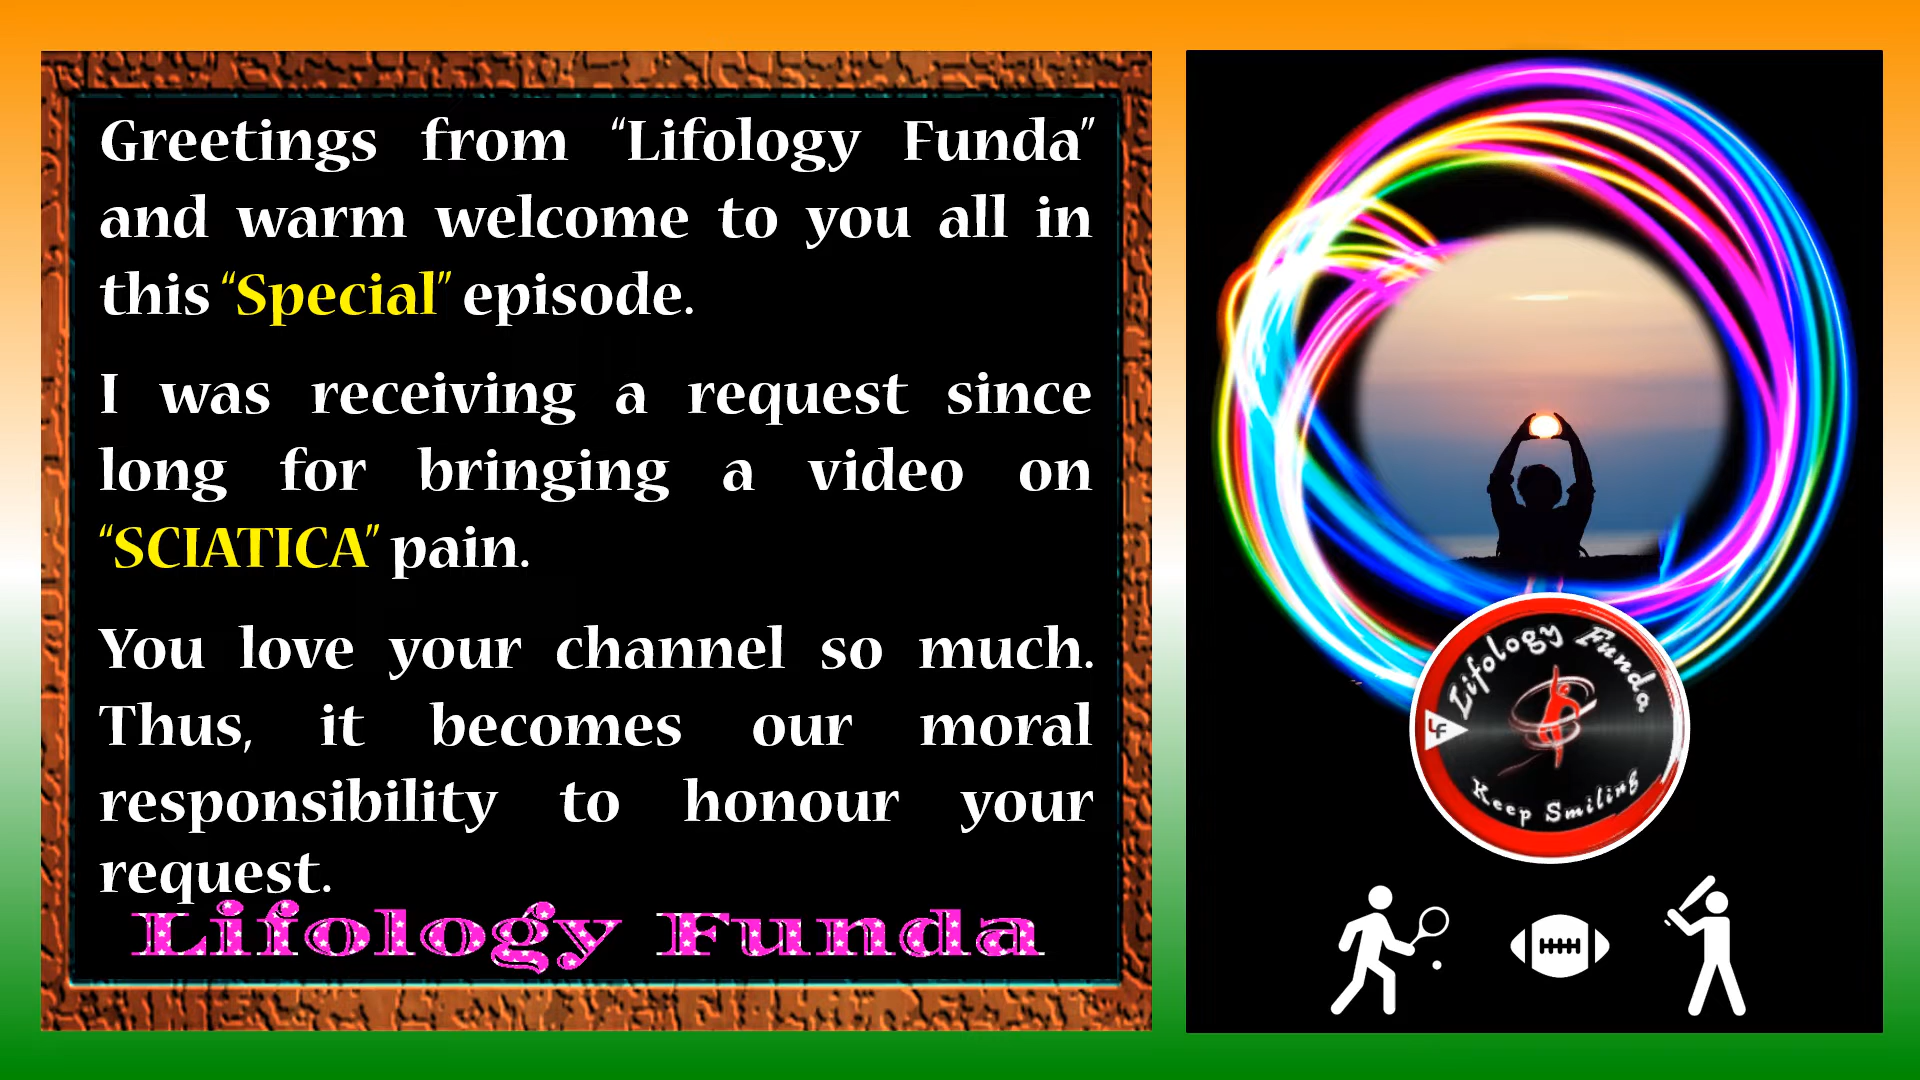 Greetings from “Lifology Funda”
and warm welcome to you all in
this “Special” episode.
I was receiving a request since
long for bringing a video on
“SCIATICA” pain.
You love your channel so much.
Thus, it becomes our moral
responsibility to honour your
request.
Lifology Funda
Lifology Funda
LF
Keep Smiling